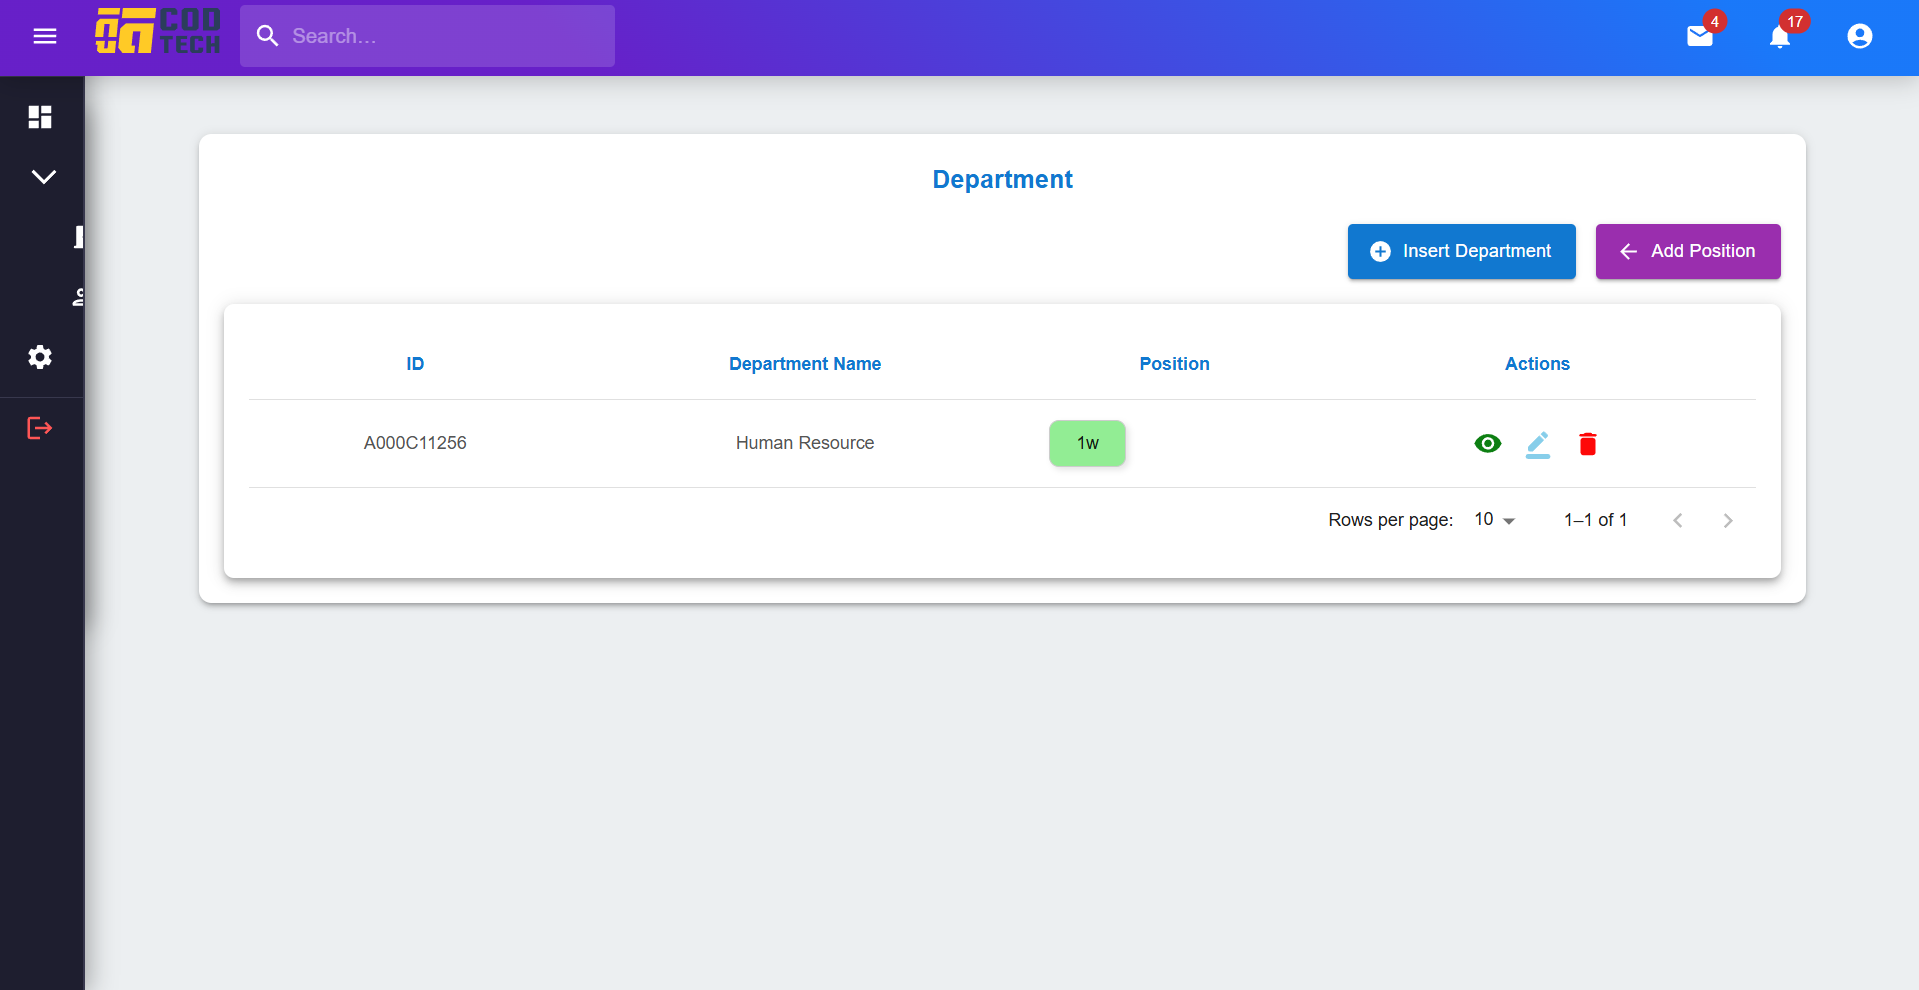 COD
TECH
Search…
4
17
Department
Insert Department
Add Position
ID Department Name Position Actions
A000C11256 Human Resource 1w
Rows per page: 10 1–1 of 1